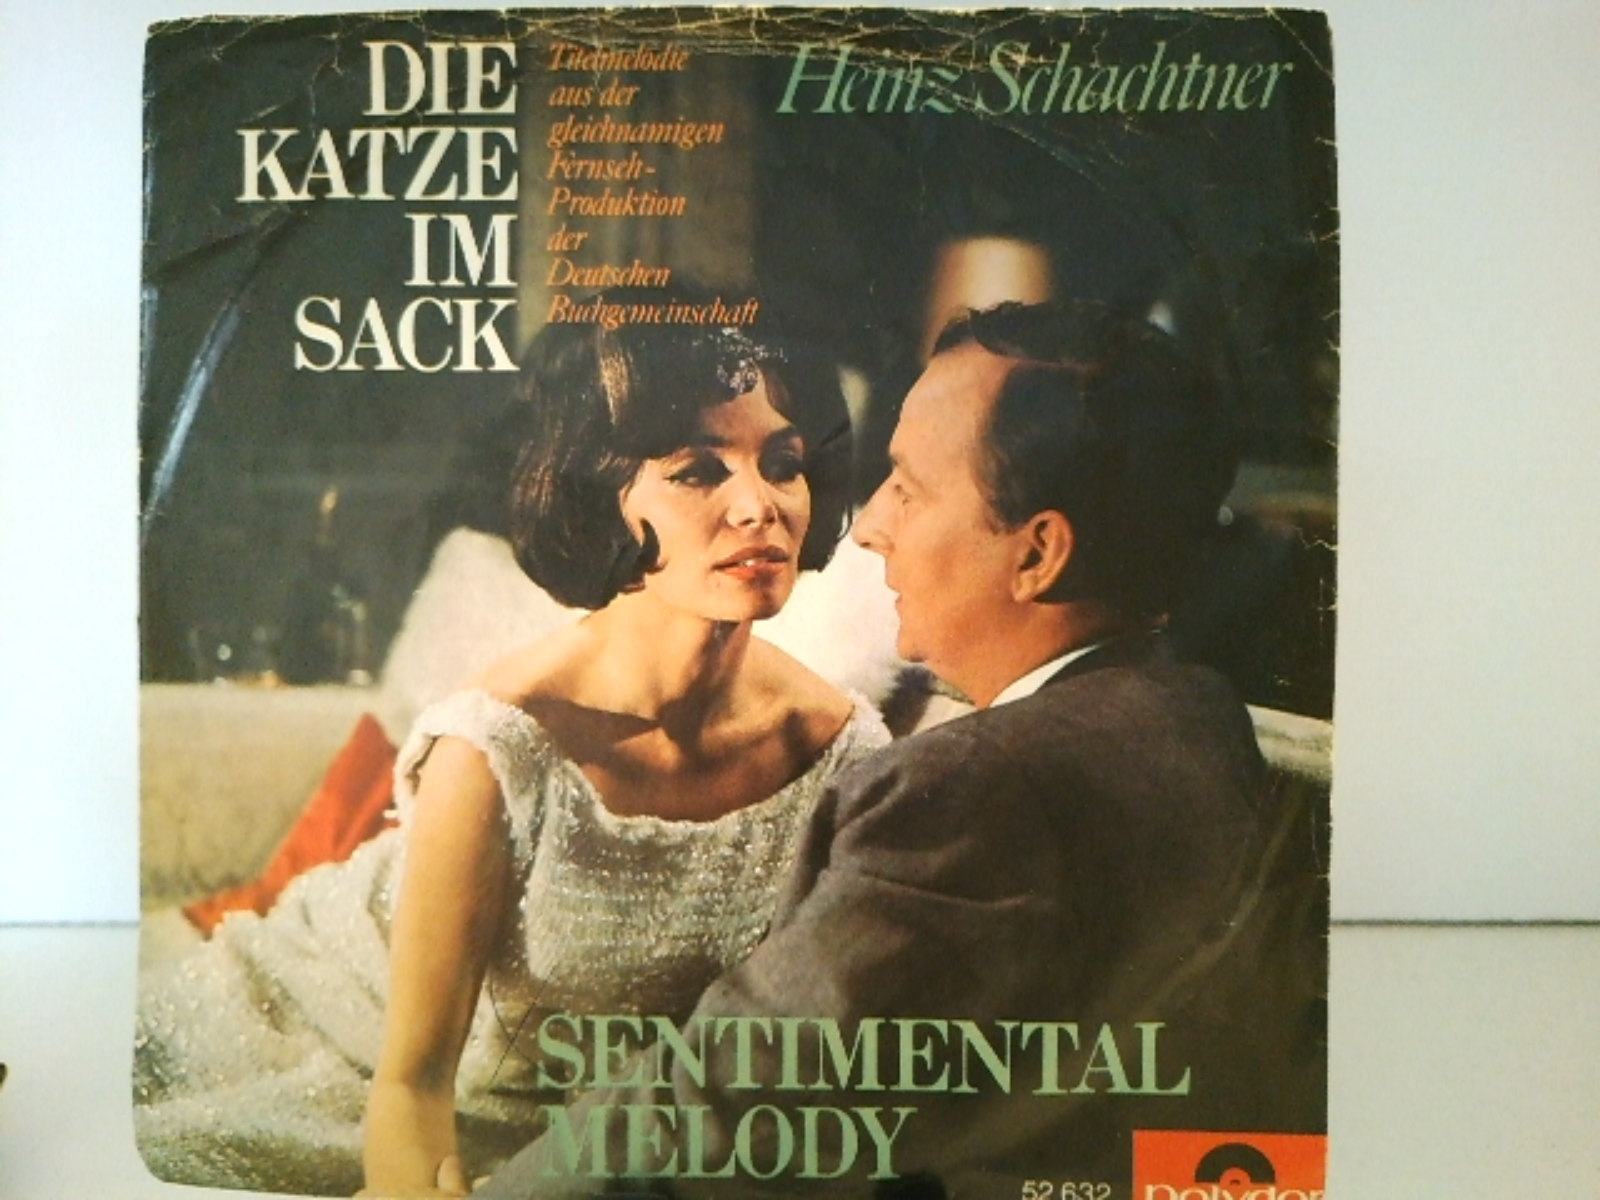 DIE
KATZE
IM
SACK
Titelmelodie
aus der
gleichnamigen
Fernseh-
Produktion
der
Deutschen
Buchgemeinschaft
Heinz Schachtner
SENTIMENTAL
MELODY
52 632
polydor